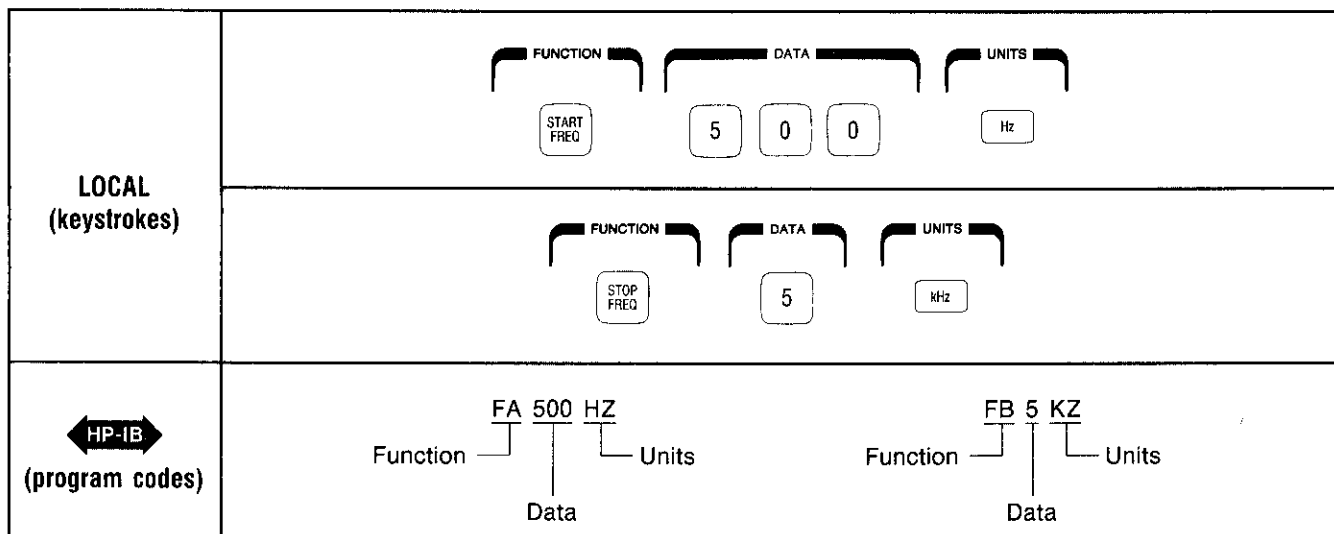 LOCAL
(keystrokes)
FUNCTION DATA UNITS
START
FREQ
5 0 0
Hz
FUNCTION DATA UNITS
STOP
FREQ
5
kHz
HP-IB
(program codes)
FA 500 HZ
Function Units
Data
FB 5 KZ
Function Units
Data